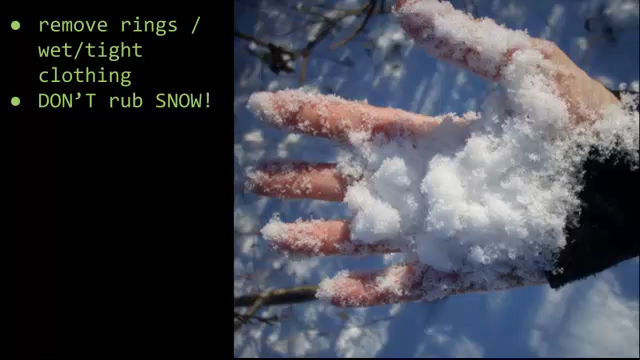 ● remove rings /
wet/tight
clothing
● DON'T rub SNOW!